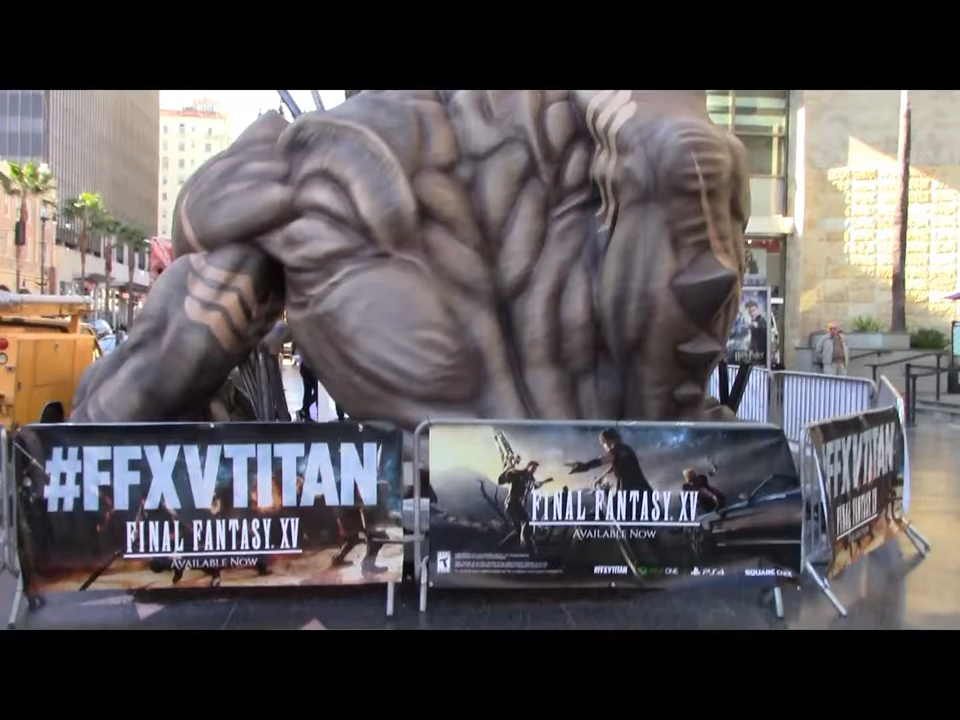 #FFXVTITAN
FINAL FANTASY XV
AVAILABLE NOW
FINAL FANTASY XV
AVAILABLE NOW
#FFXVTITAN
XBOX ONE
PS4
SQUARE ENIX
FFXVTITAN
FINAL FANTASY XV